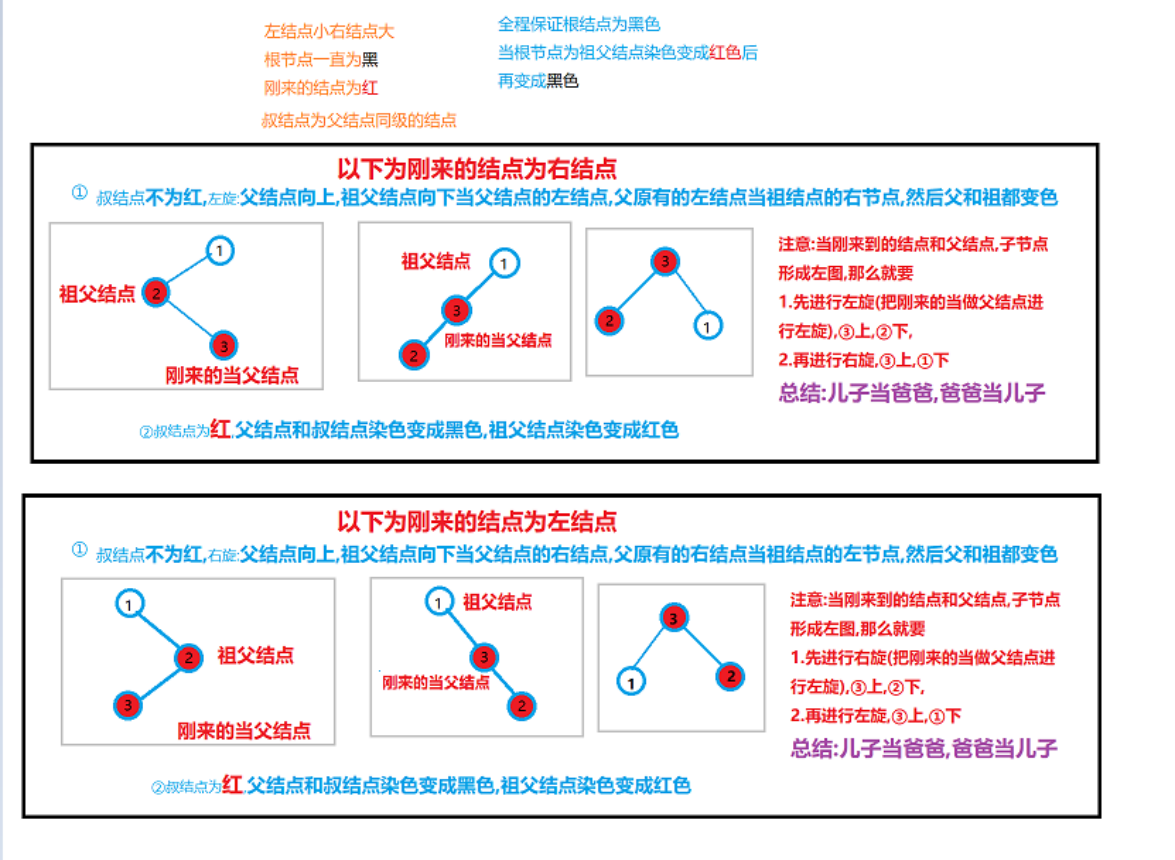 左结点小右结点大
根节点一直为黑
刚来的结点为红
叔结点为父结点同级的结点
全程保证根结点为黑色
当根节点为祖父结点染色变成红色后
再变成黑色
以下为刚来的结点为右结点
① 叔结点不为红,左旋:父结点向上,祖父结点向下当父结点的左结点,父原有的左结点当祖结点的右节点,然后父和祖都变色
1
祖父结点 2
3
刚来的当父结点
祖父结点 1
3
刚来的当父结点
2
3
2
1
注意:当刚来到的结点和父结点,子节点
形成左图,那么就要
1.先进行左旋(把刚来的当做父结点进
行左旋),③上,②下,
2.再进行右旋,③上,①下
总结:儿子当爸爸,爸爸当儿子
②叔结点为红,父结点和叔结点染色变成黑色,祖父结点染色变成红色
以下为刚来的结点为左结点
① 叔结点不为红,右旋:父结点向上,祖父结点向下当父结点的右结点,父原有的右结点当祖结点的左节点,然后父和祖都变色
1
2 祖父结点
3
刚来的当父结点
1 祖父结点
3
刚来的当父结点
2
3
1
2
注意:当刚来到的结点和父结点,子节点
形成左图,那么就要
1.先进行右旋(把刚来的当做父结点进
行左旋),③上,②下,
2.再进行左旋,③上,①下
总结:儿子当爸爸,爸爸当儿子
②叔结点为红,父结点和叔结点染色变成黑色,祖父结点染色变成红色